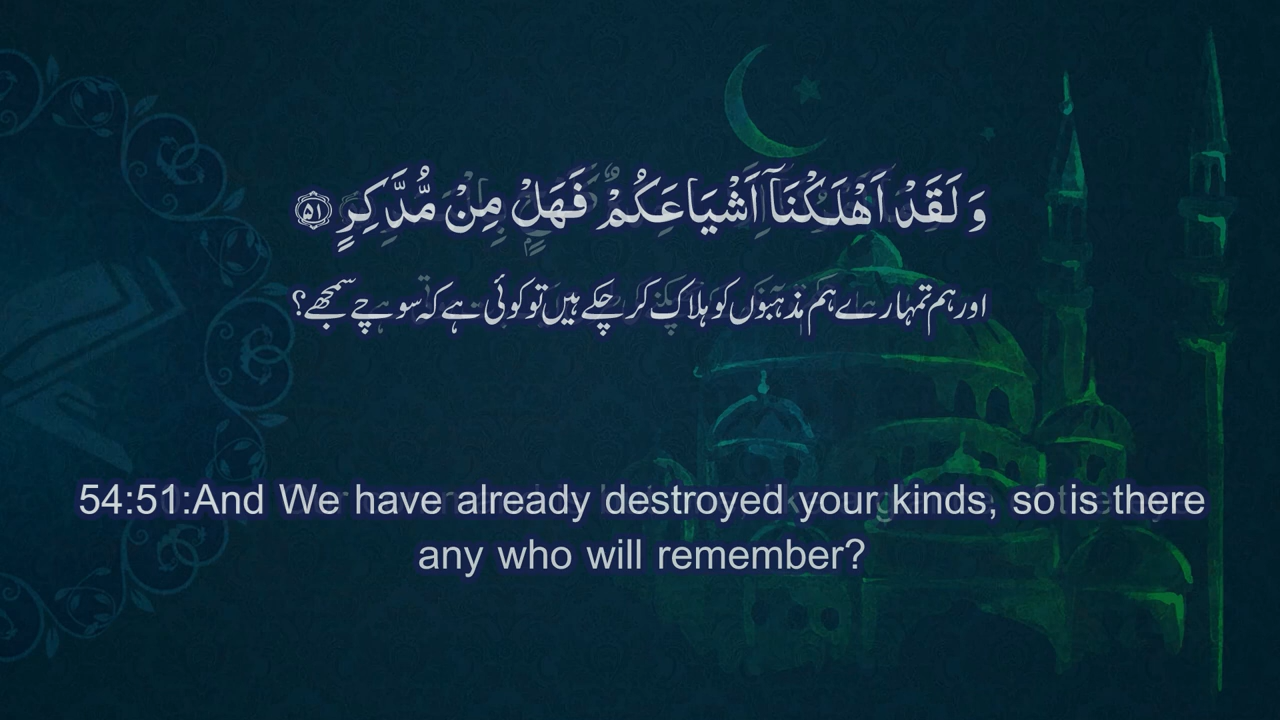 وَ لَقَدْ اَهْلَكْنَاۤ اَشْيَاعَكُمْ فَهَلْ مِنْ مُّدَّكِرٍ ۝۵۱
اور ہم تمہارے ہم مذہبوں کو ہلاک کر چکے ہیں تو کوئی ہے کہ سوچے سمجھے؟
54:51:And We have already destroyed your kinds, so is there
any who will remember?